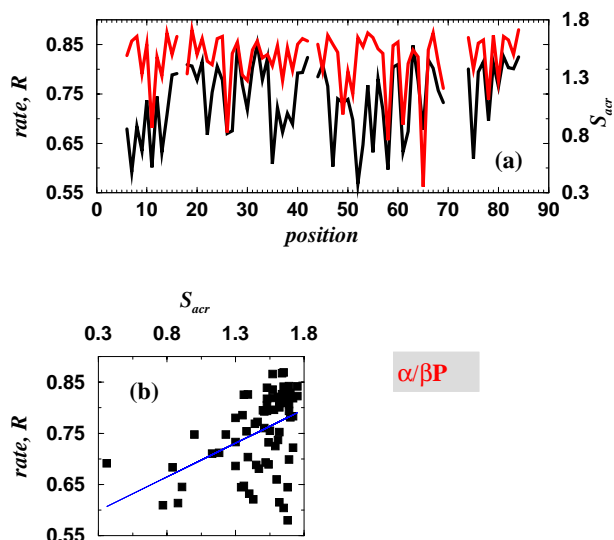 0.85
0.75
0.65
0.55
rate, R
1.8
1.3
0.8
0.3
S_acr
(a)
0 10 20 30 40 50 60 70 80 90
position
S_acr
0.3 0.8 1.3 1.8
(b)
0.85
0.75
0.65
0.55
rate, R
α/βP